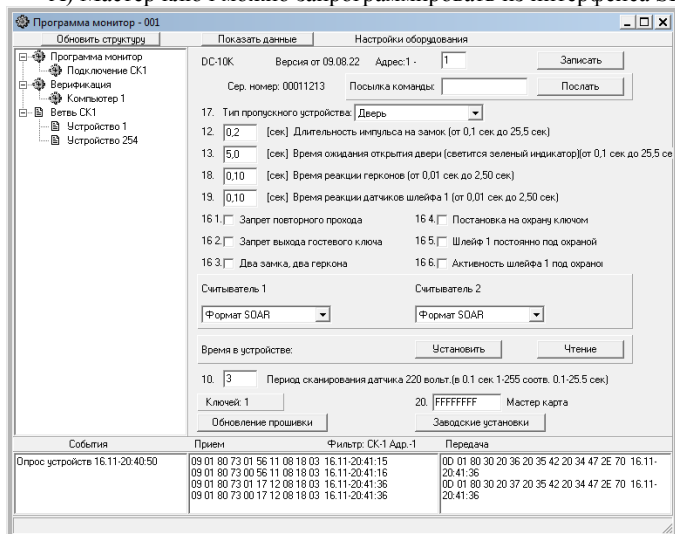 Программа монитор - 001
Обновить структуру
Показать данные
Настройки оборудования
Программа монитор
Подключение СК1
Верификация
Компьютер 1
Ветвь СК1
Устройство 1
Устройство 254
DC-10K Версия от 09.08.22 Адрес:1 - 1 Записать
Сер. номер: 00011213 Посылка команды: Послать
17. Тип пропускного устройства: Дверь
12. 0,2 [сек] Длительность импульса на замок (от 0,1 сек до 25,5 сек)
13. 5,0 [сек] Время ожидания открытия двери (светится зеленый индикатор)(от 0,1 сек до 25,5 се
18. 0,10 [сек] Время реакции герконов (от 0,01 сек до 2,50 сек)
19. 0,10 [сек] Время реакции датчиков шлейфа 1 (от 0,01 сек до 2,50 сек)
16 1. Запрет повторного прохода 16 4. Постановка на охрану ключом
16 2. Запрет выхода гостевого ключа 16 5. Шлейф 1 постоянно под охраной
16 3. Два замка, два геркона 16 6. Активность шлейфа 1 под охраной
Считыватель 1 Считыватель 2
Формат SOAR Формат SOAR
Время в устройстве: Установить Чтение
10. 3 Период сканирования датчика 220 вольт.(в 0.1 сек 1-255 соотв. 0.1-25.5 сек)
Ключей: 1 20. FFFFFFFF Мастер карта
Обновление прошивки Заводские установки
События Прием Фильтр: СК-1 Адр.-1 Передача
Опрос устройств 16.11-20:40:50
09 01 80 73 01 56 11 08 18 03 16.11-20:41:15
09 01 80 73 00 56 11 08 18 03 16.11-20:41:16
09 01 80 73 01 17 12 08 18 03 16.11-20:41:36
09 01 80 73 00 17 12 08 18 03 16.11-20:41:36
0D 01 80 30 20 36 20 35 42 20 34 47 2E 70 16.11-
20:41:36
0D 01 80 30 20 37 20 35 42 20 34 47 2E 70 16.11-
20:41:36